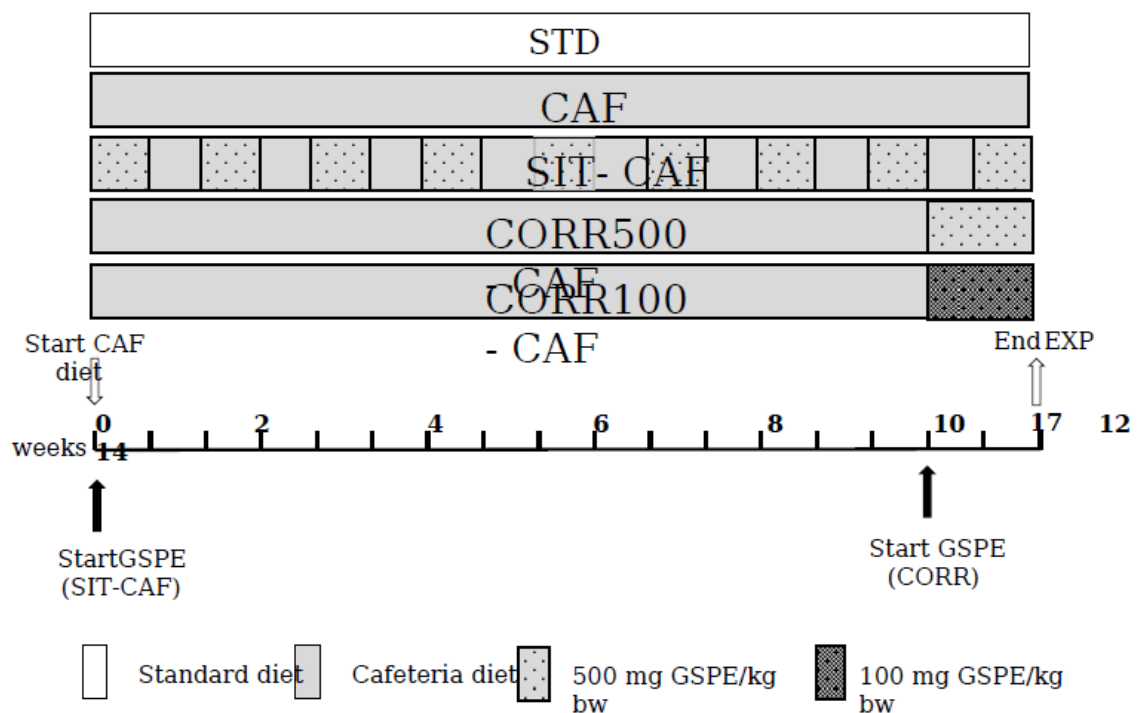 STD
CAF
SIT- CAF
CORR500
- CAF
CORR100
- CAF
Start CAF
diet
End EXP
0 2 4 6 8 10 17 12
weeks 14
StartGSPE
(SIT-CAF)
Start GSPE
(CORR)
Standard diet
Cafeteria diet
500 mg GSPE/kg
bw
100 mg GSPE/kg
bw